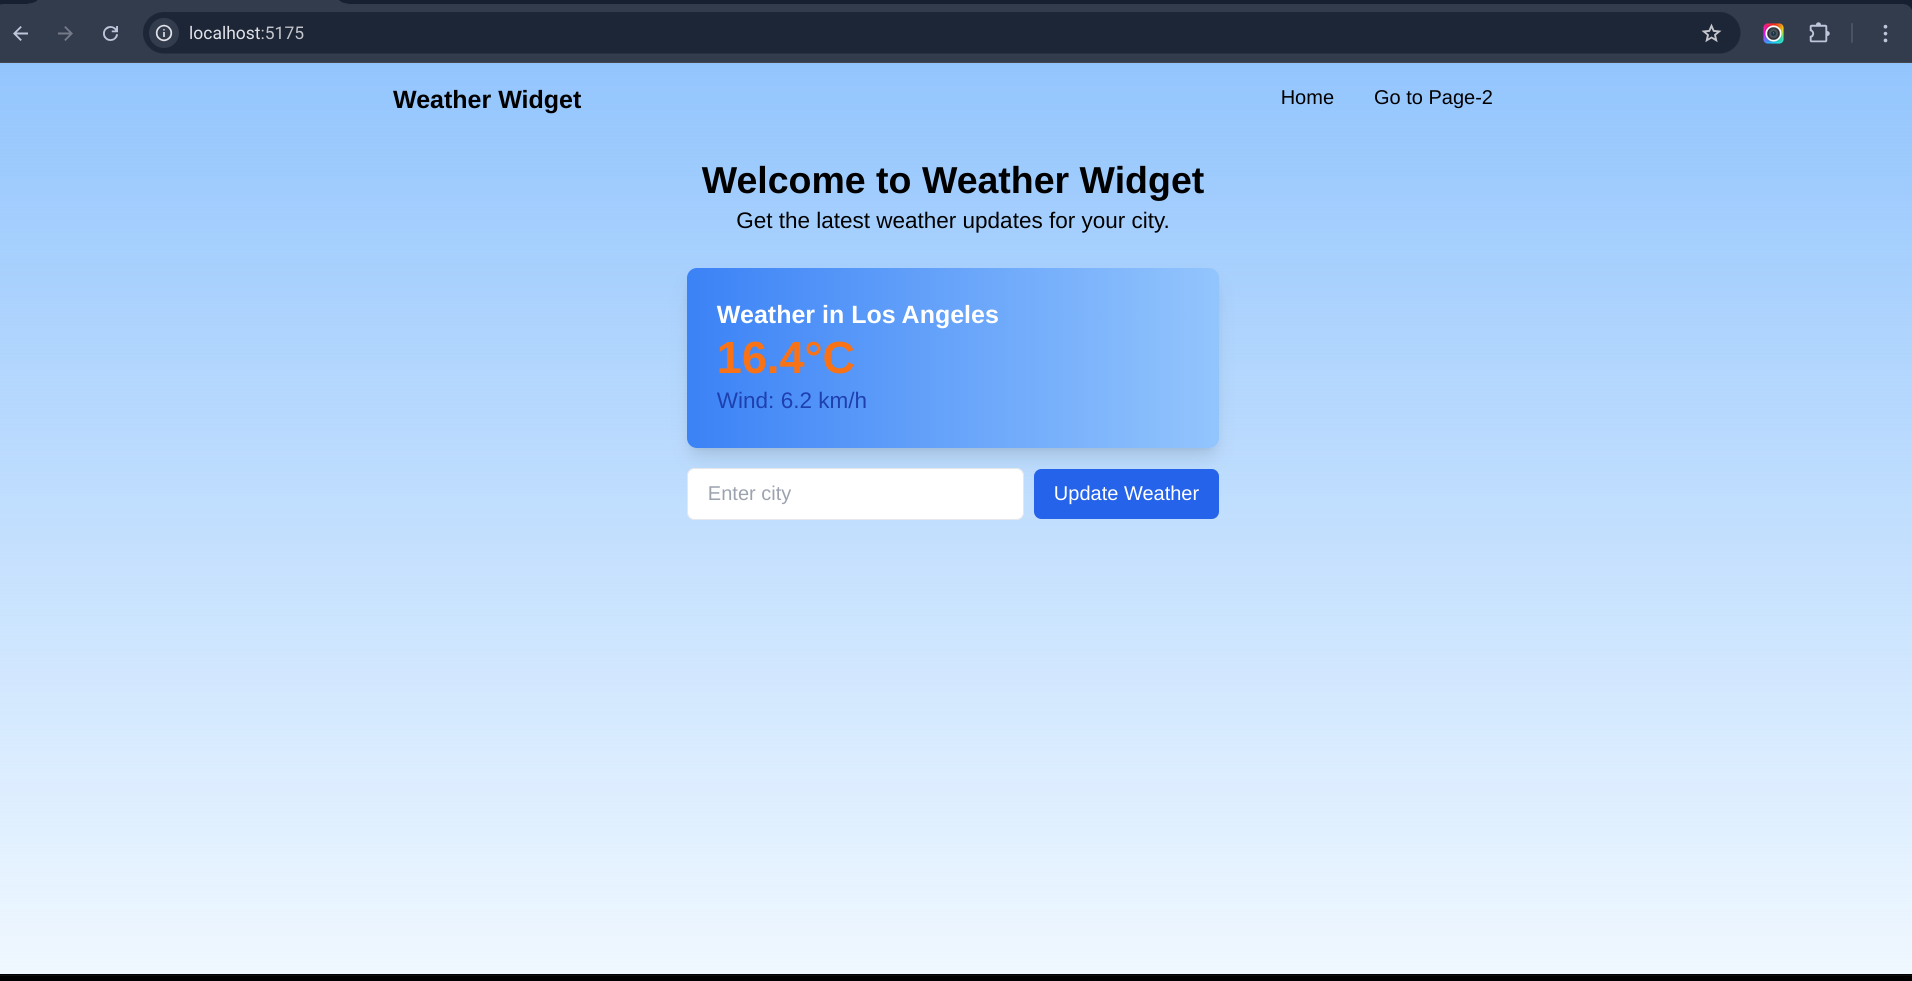 localhost:5175
Weather Widget
Home
Go to Page-2
Welcome to Weather Widget
Get the latest weather updates for your city.
Weather in Los Angeles
16.4°C
Wind: 6.2 km/h
Enter city
Update Weather